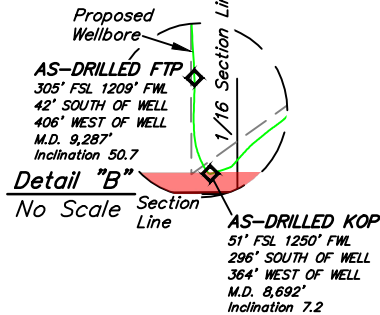 Proposed
Wellbore
1/16 Section Li
AS-DRILLED FTP
305' FSL 1209' FWL
42' SOUTH OF WELL
406' WEST OF WELL
M.D. 9,287'
Inclination 50.7
Detail "B"
No Scale
Section
Line
AS-DRILLED KOP
51' FSL 1250' FWL
296' SOUTH OF WELL
364' WEST OF WELL
M.D. 8,692'
Inclination 7.2